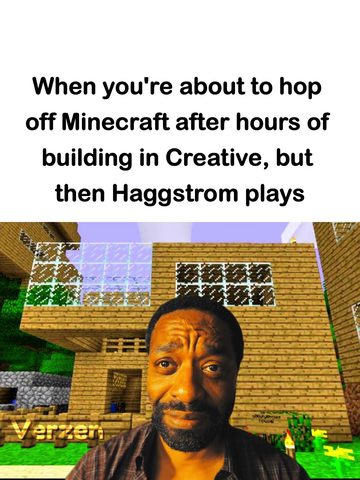 When you're about to hop
off Minecraft after hours of
building in Creative, but
then Haggstrom plays
Verzen